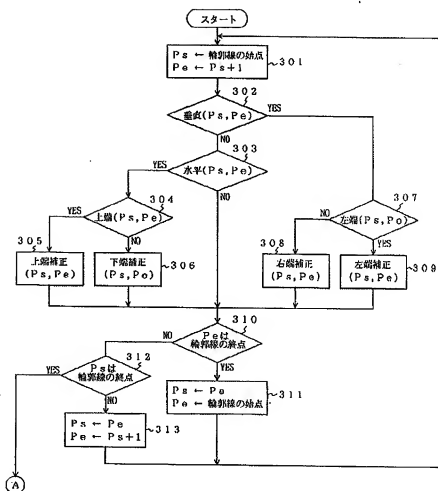 スタート
Ps ← 輪郭線の始点
Pe ← Ps+1
301
302
垂直(Ps,Pe)
YES
NO
303
水平(Ps,Pe)
YES
NO
304
上端(Ps,Pe)
YES
NO
307
左端(Ps,Pe)
NO
YES
305
上端補正
(Ps,Pe)
下端補正
(Ps,Pe)
306
308
右端補正
(Ps,Pe)
左端補正
(Ps,Pe)
309
310
Peは
輪郭線の終点
NO
YES
312
Psは
輪郭線の終点
YES
NO
Ps ← Pe
Pe ← 輪郭線の始点
311
Ps ← Pe
Pe ← Ps+1
313
A